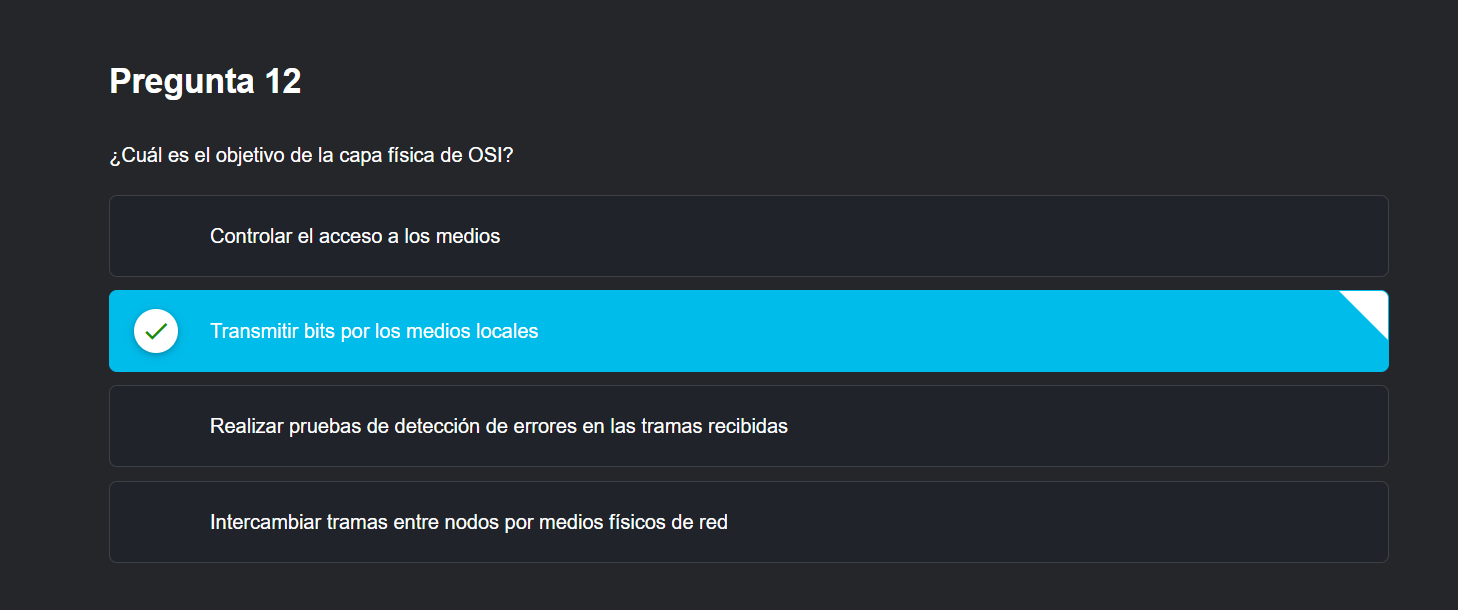 Pregunta 12
¿Cuál es el objetivo de la capa física de OSI?
Controlar el acceso a los medios
Transmitir bits por los medios locales
Realizar pruebas de detección de errores en las tramas recibidas
Intercambiar tramas entre nodos por medios físicos de red